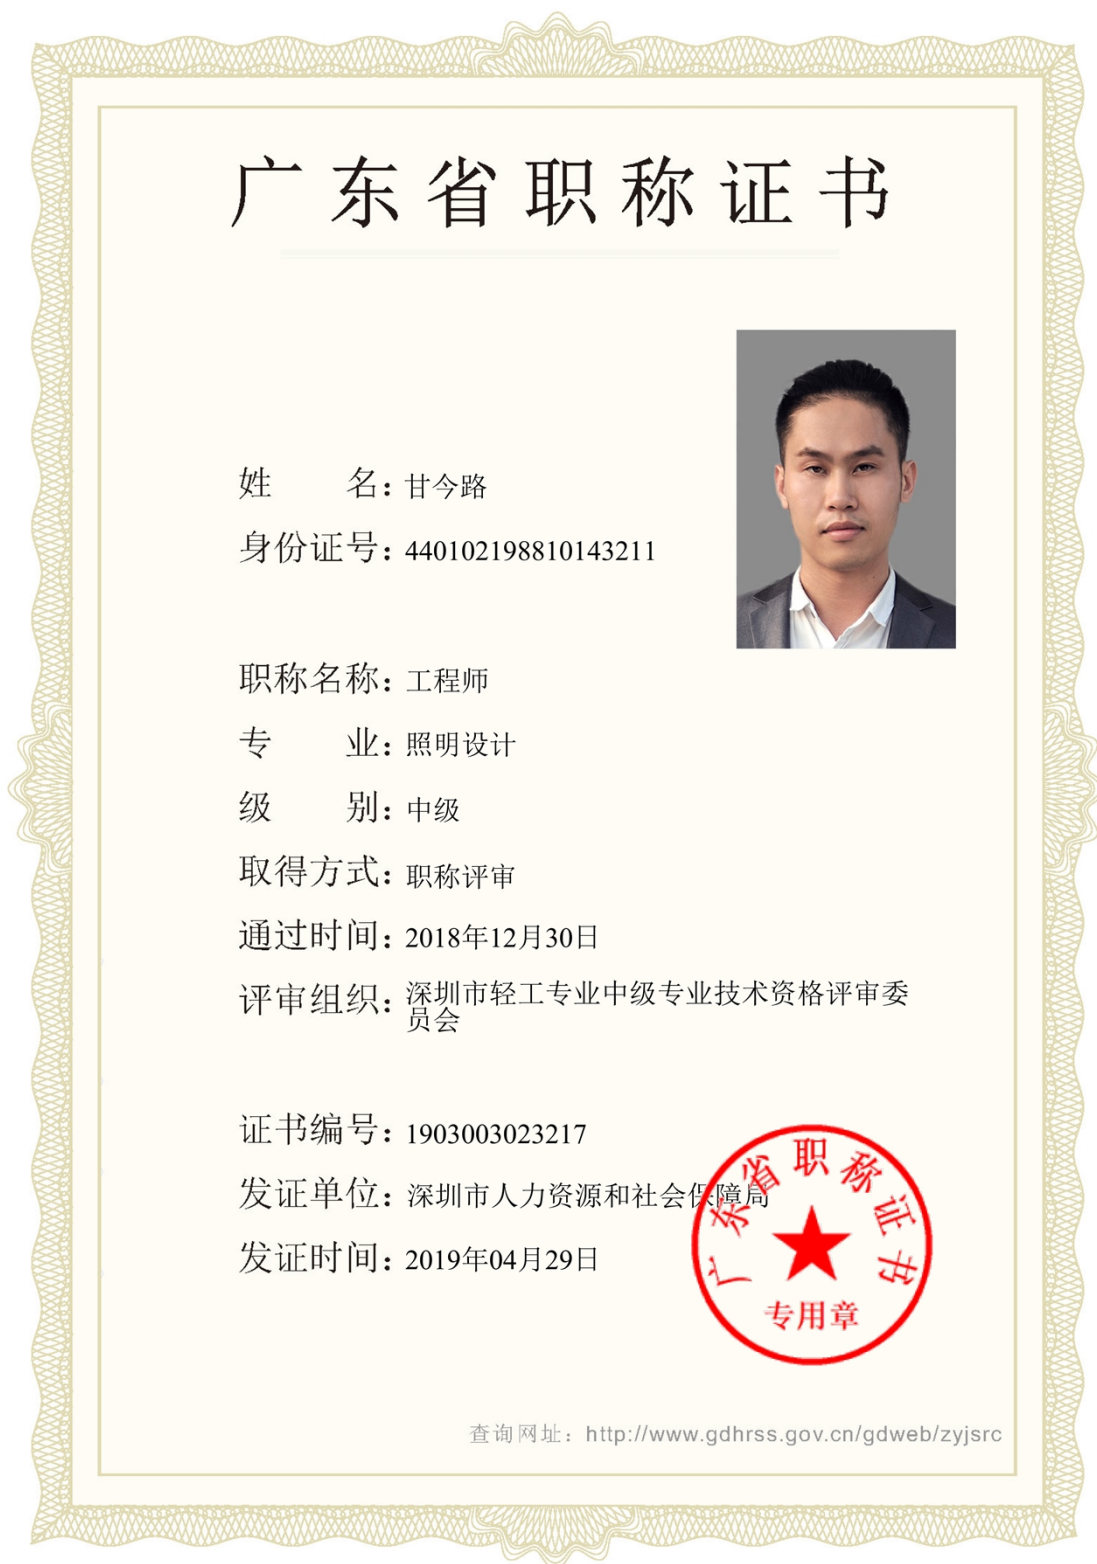 广东省职称证书
姓 名：甘今路
身份证号：440102198810143211
职称名称：工程师
专 业：照明设计
级 别：中级
取得方式：职称评审
通过时间：2018年12月30日
评审组织：深圳市轻工专业中级专业技术资格评审委
员会
证书编号：1903003023217
发证单位：深圳市人力资源和社会保障局
发证时间：2019年04月29日
广东省职称证书
专用章
查询网址：http://www.gdhrss.gov.cn/gdweb/zyjsrc